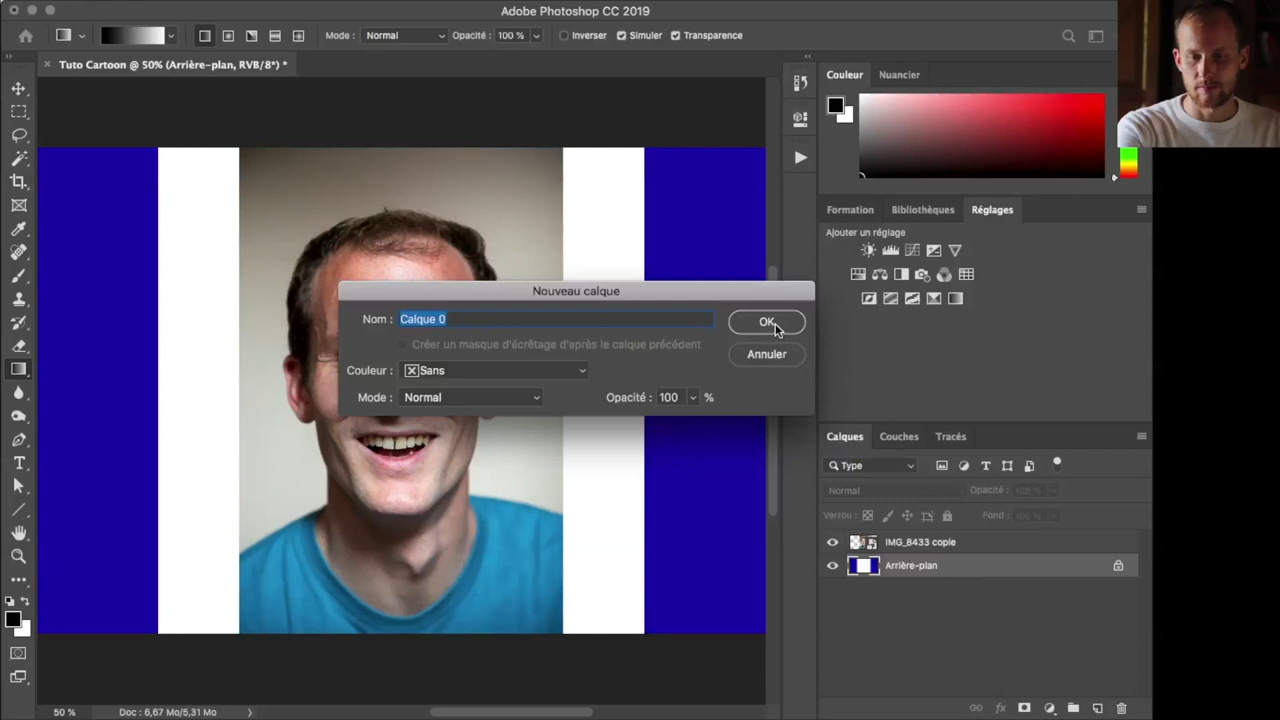 Adobe Photoshop CC 2019
Mode : Normal Opacité : 100 % Inverser Simuler Transparence
Tuto Cartoon @ 50% (Arrière-plan, RVB/8*) *
Couleur Nuancier
Formation Bibliothèques Réglages
Ajouter un réglage
Nouveau calque
Nom : Calque 0 OK
Créer un masque d'écrêtage d'après le calque précédent
Annuler
Couleur : Sans
Mode : Normal Opacité : 100 %
Calques Couches Tracés
Type
Normal Opacité : 100 %
Verrou : Fond : 100 %
IMG_8433 copie
Arrière-plan
fx
50 % Doc : 6,67 Mo/5,31 Mo